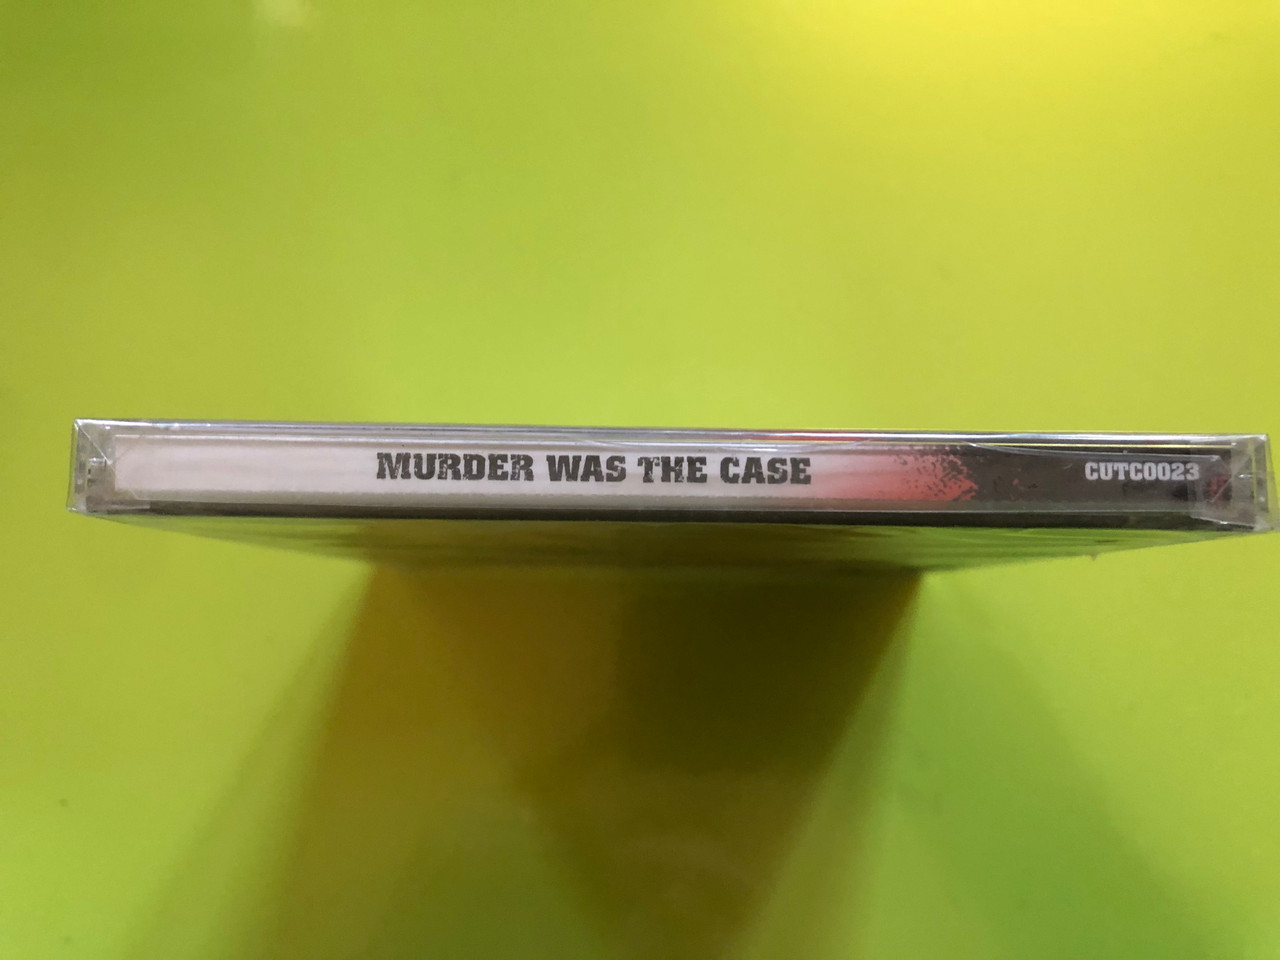 MURDER WAS THE CASE
CUTC0023